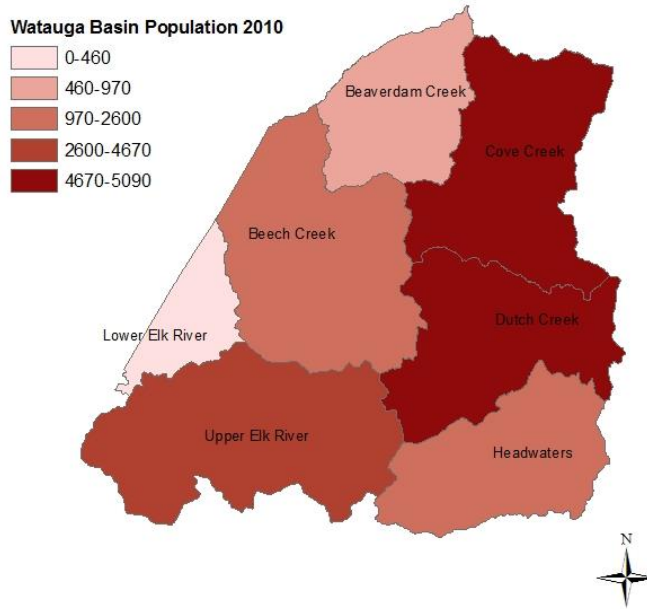 Watauga Basin Population 2010
0-460
460-970
970-2600
2600-4670
4670-5090
Beaverdam Creek
Cove Creek
Beech Creek
Lower Elk River
Dutch Creek
Upper Elk River
Headwaters
N